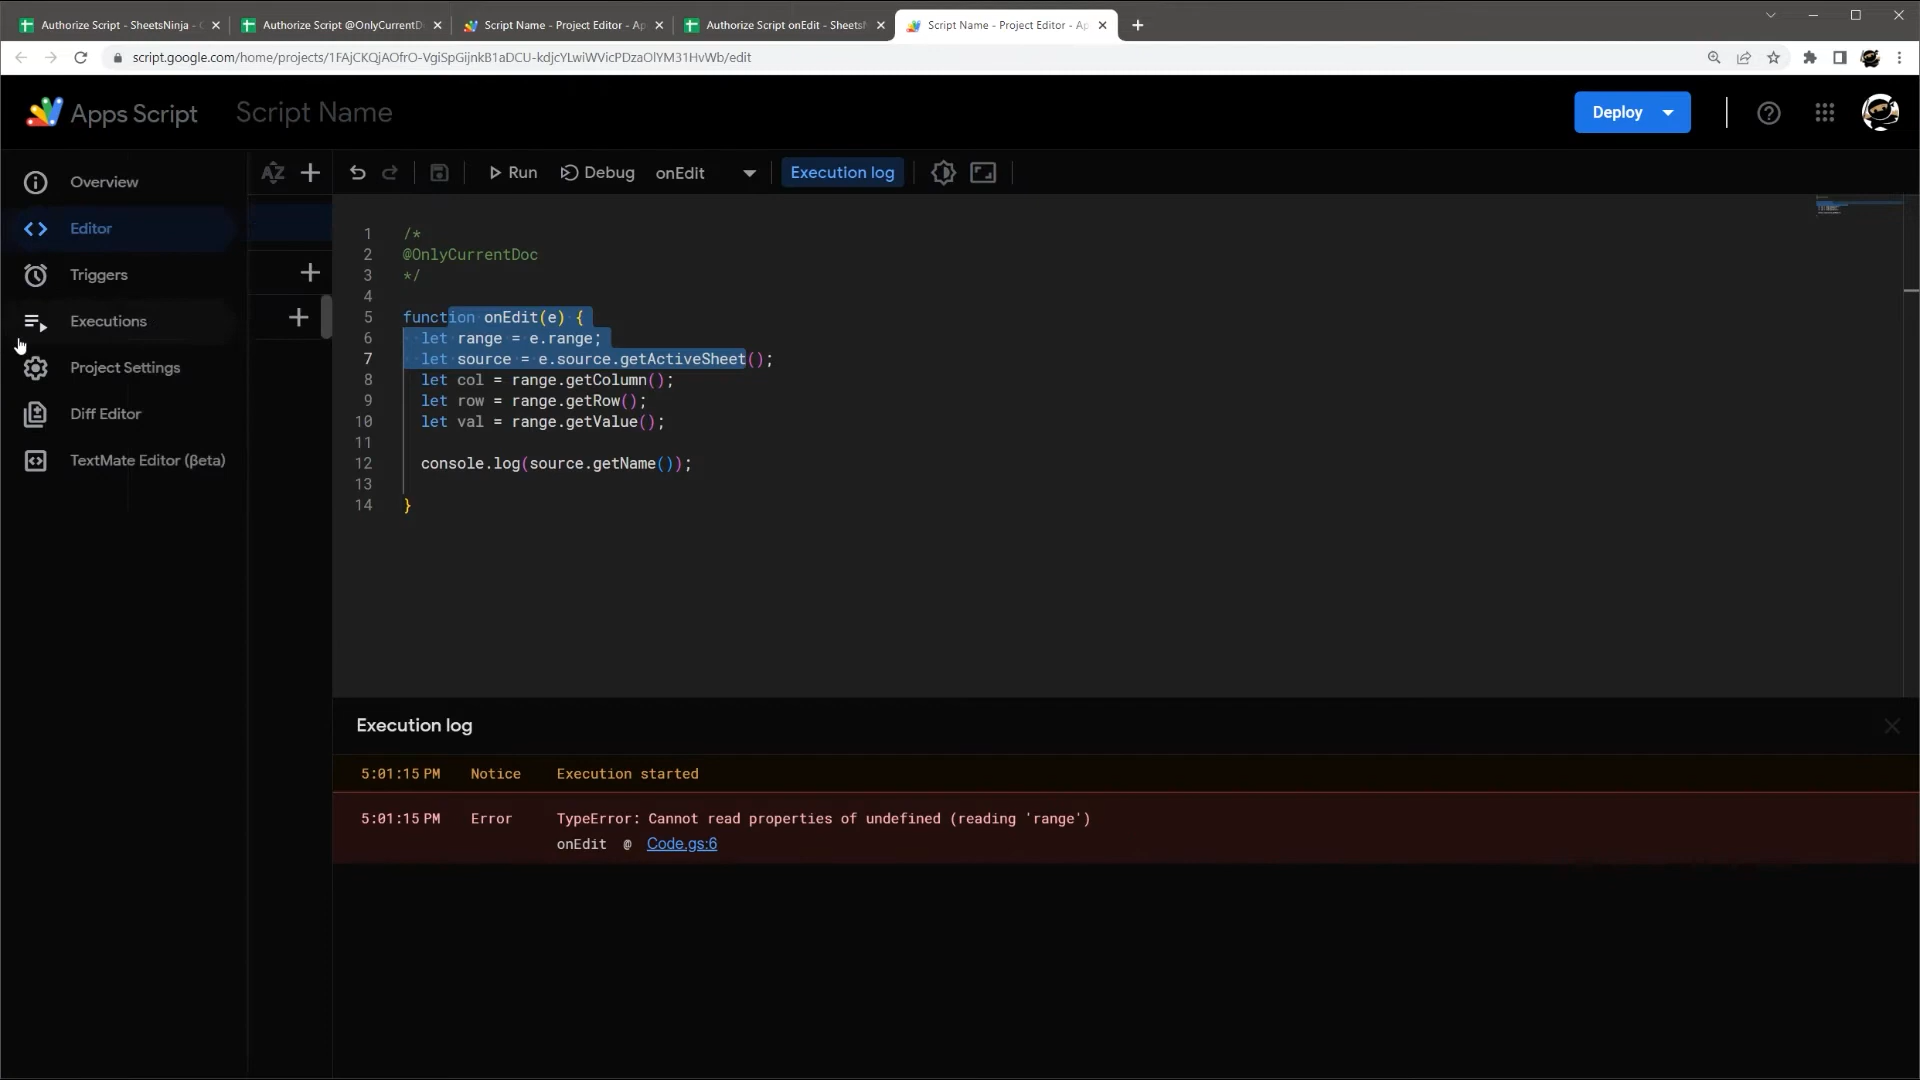 Authorize Script - SheetsNinja - G
Authorize Script @OnlyCurrentD
Script Name - Project Editor - Ap
Authorize Script onEdit - SheetsN
Script Name - Project Editor - Ap
script.google.com/home/projects/1FAjCKQjAOfrO-VgiSpGijnkB1aDCU-kdjcYLwiWVicPDzaOlYM31HvWb/edit
Apps Script
Script Name
Deploy
Overview
Editor
Triggers
Executions
Project Settings
Diff Editor
TextMate Editor (βeta)
AZ
Run
Debug
onEdit
Execution log
1 /*
2 @OnlyCurrentDoc
3 */
4
5 function onEdit(e) {
6 let range = e.range;
7 let source = e.source.getActiveSheet();
8 let col = range.getColumn();
9 let row = range.getRow();
10 let val = range.getValue();
11
12 console.log(source.getName());
13
14 }
Execution log
5:01:15 PM Notice Execution started
5:01:15 PM Error TypeError: Cannot read properties of undefined (reading 'range')
onEdit @ Code.gs:6